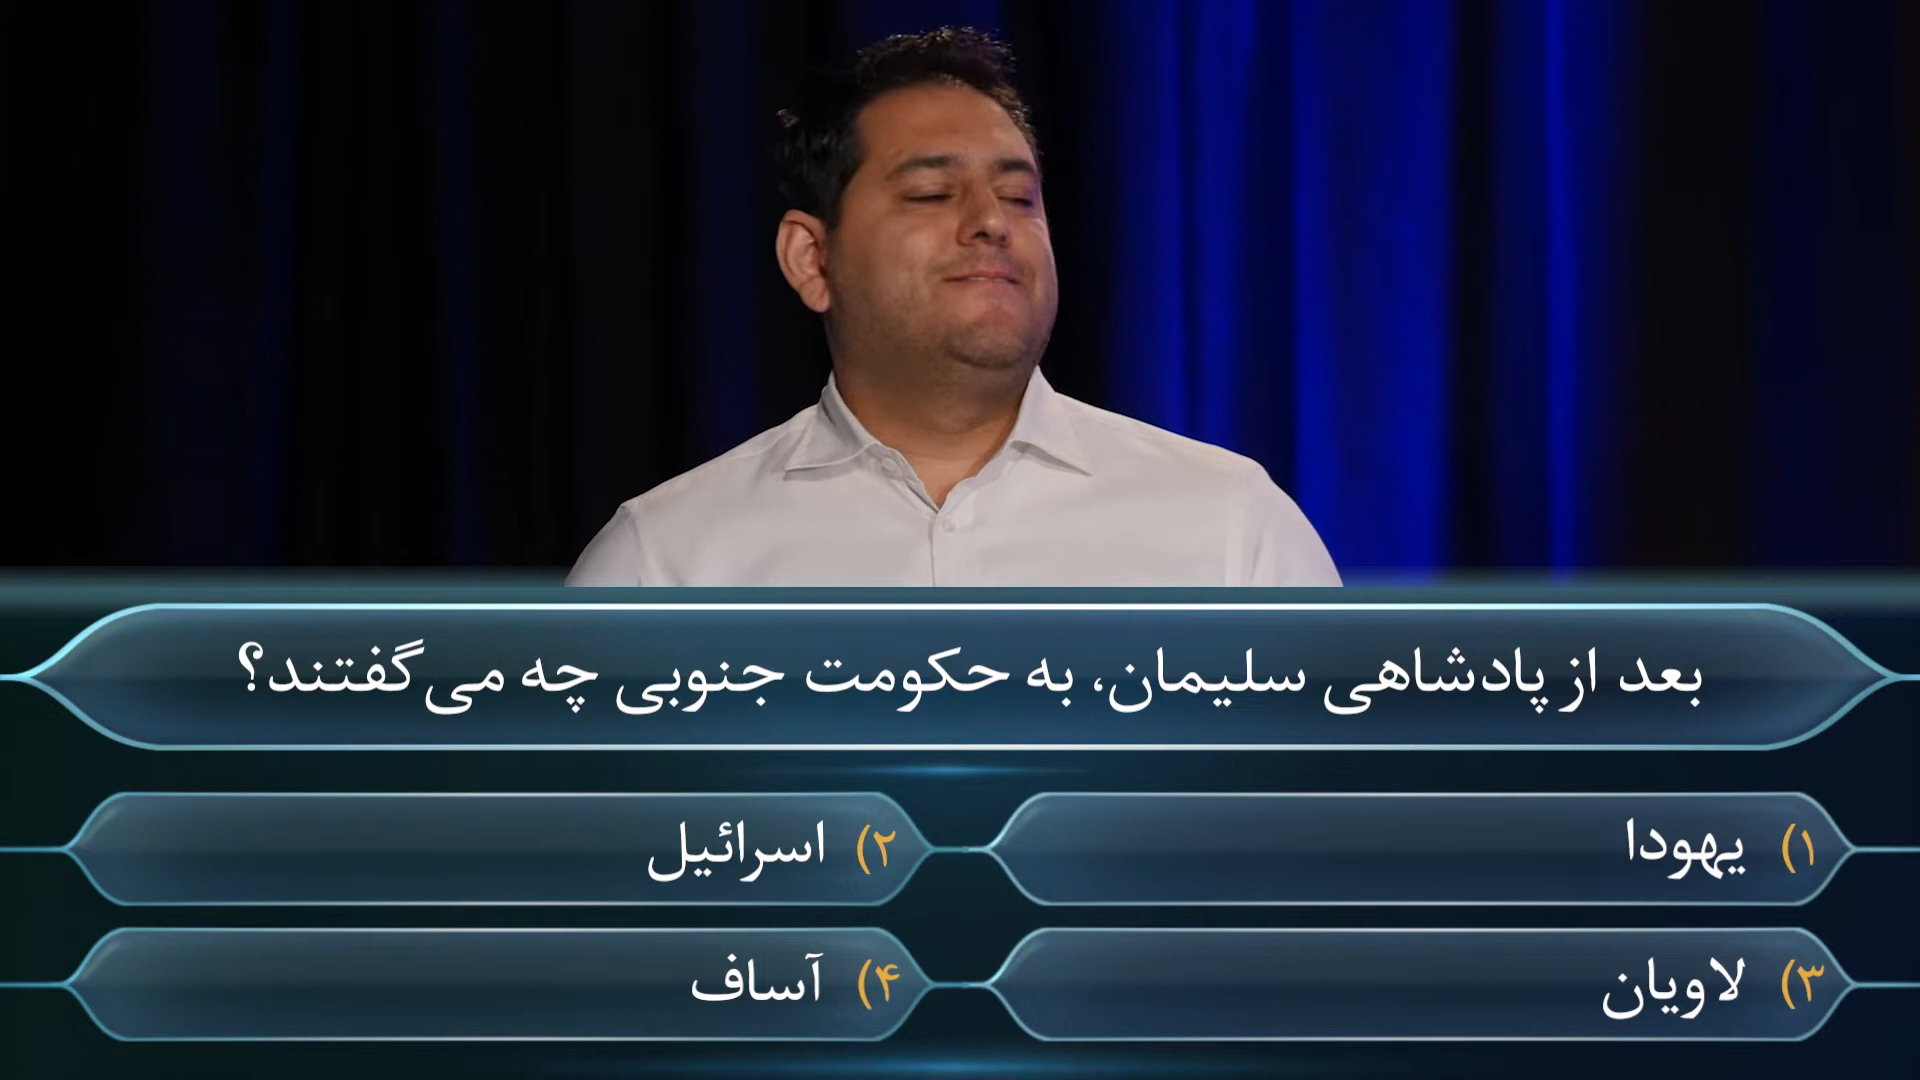 بعد از پادشاهی سلیمان، به حکومت جنوبی چه می‌گفتند؟
۱) یهودا
۲) اسرائیل
۳) لاویان
۴) آساف